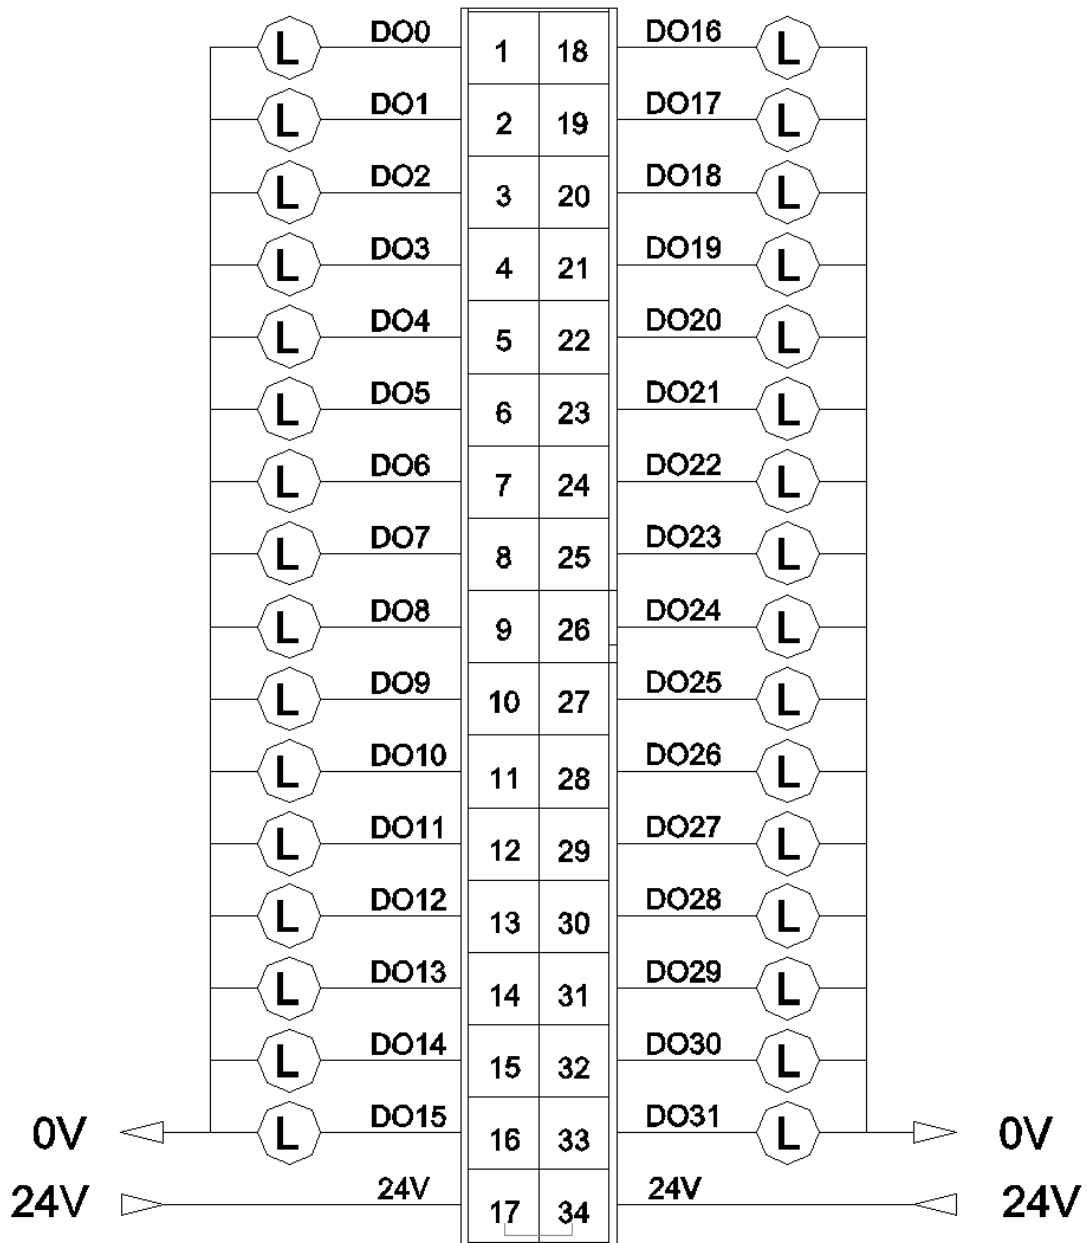 L DO0 1 18 DO16 L
L DO1 2 19 DO17 L
L DO2 3 20 DO18 L
L DO3 4 21 DO19 L
L DO4 5 22 DO20 L
L DO5 6 23 DO21 L
L DO6 7 24 DO22 L
L DO7 8 25 DO23 L
L DO8 9 26 DO24 L
L DO9 10 27 DO25 L
L DO10 11 28 DO26 L
L DO11 12 29 DO27 L
L DO12 13 30 DO28 L
L DO13 14 31 DO29 L
L DO14 15 32 DO30 L
0V L DO15 16 33 DO31 L 0V
24V 24V 17 34 24V 24V